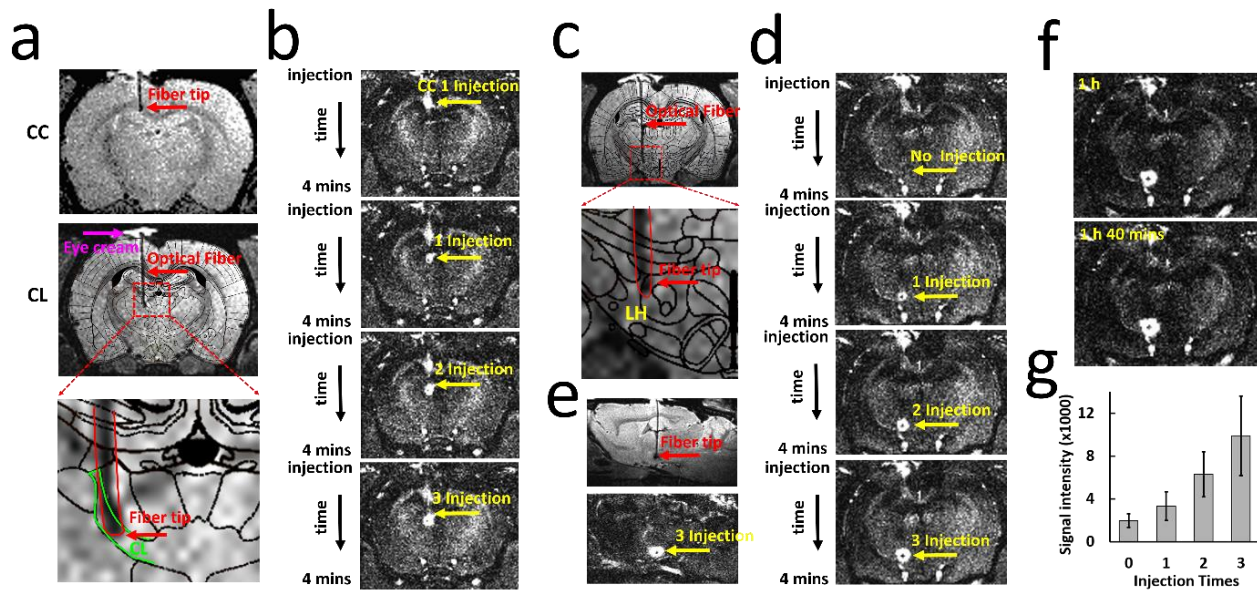 a
CC
Fiber tip
Eye cream
Optical Fiber
CL
Fiber tip
CL
b
injection
time
4 mins
CC 1 Injection
injection
time
4 mins
1 Injection
injection
time
4 mins
2 Injection
injection
time
4 mins
3 Injection
c
Optical Fiber
Fiber tip
LH
e
Fiber tip
3 Injection
d
injection
time
4 mins
No Injection
injection
time
4 mins
1 Injection
injection
time
4 mins
2 Injection
injection
time
4 mins
3 Injection
f
1 h
1 h 40 mins
g
Signal intensity (x1000)
12
8
4
0
0 1 2 3
Injection Times